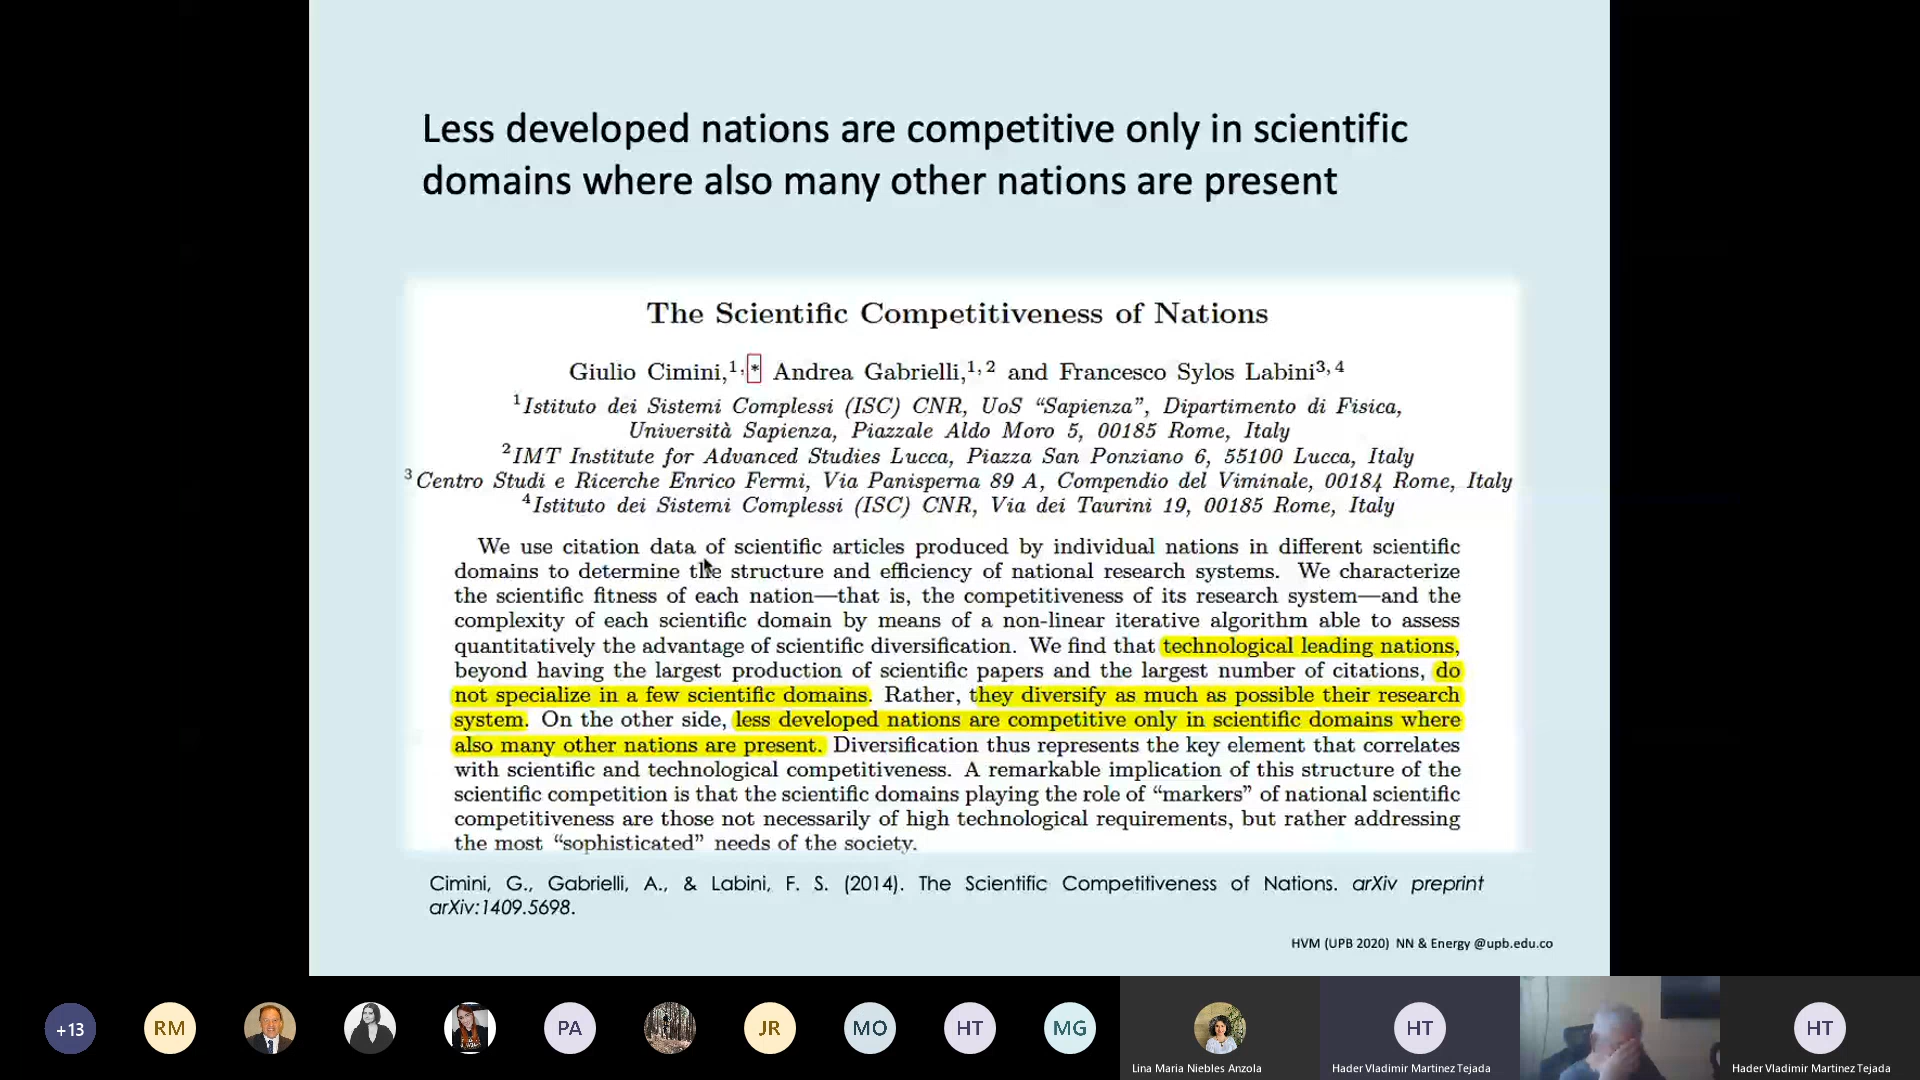 Less developed nations are competitive only in scientific
domains where also many other nations are present
The Scientific Competitiveness of Nations
Giulio Cimini,1, * Andrea Gabrielli,1, 2 and Francesco Sylos Labini3, 4
1Istituto dei Sistemi Complessi (ISC) CNR, UoS “Sapienza”, Dipartimento di Fisica,
Università Sapienza, Piazzale Aldo Moro 5, 00185 Rome, Italy
2IMT Institute for Advanced Studies Lucca, Piazza San Ponziano 6, 55100 Lucca, Italy
3Centro Studi e Ricerche Enrico Fermi, Via Panisperna 89 A, Compendio del Viminale, 00184 Rome, Italy
4Istituto dei Sistemi Complessi (ISC) CNR, Via dei Taurini 19, 00185 Rome, Italy
We use citation data of scientific articles produced by individual nations in different scientific
domains to determine the structure and efficiency of national research systems. We characterize
the scientific fitness of each nation—that is, the competitiveness of its research system—and the
complexity of each scientific domain by means of a non-linear iterative algorithm able to assess
quantitatively the advantage of scientific diversification. We find that technological leading nations,
beyond having the largest production of scientific papers and the largest number of citations, do
not specialize in a few scientific domains. Rather, they diversify as much as possible their research
system. On the other side, less developed nations are competitive only in scientific domains where
also many other nations are present. Diversification thus represents the key element that correlates
with scientific and technological competitiveness. A remarkable implication of this structure of the
scientific competition is that the scientific domains playing the role of “markers” of national scientific
competitiveness are those not necessarily of high technological requirements, but rather addressing
the most “sophisticated” needs of the society.
Cimini, G., Gabrielli, A., & Labini, F. S. (2014). The Scientific Competitiveness of Nations. arXiv preprint
arXiv:1409.5698.
HVM (UPB 2020) NN & Energy @upb.edu.co
+13 RM PA JR MO HT MG HT HT
Lina Maria Niebles Anzola Hader Vladimir Martinez Tejada Hader Vladimir Martinez Tejada